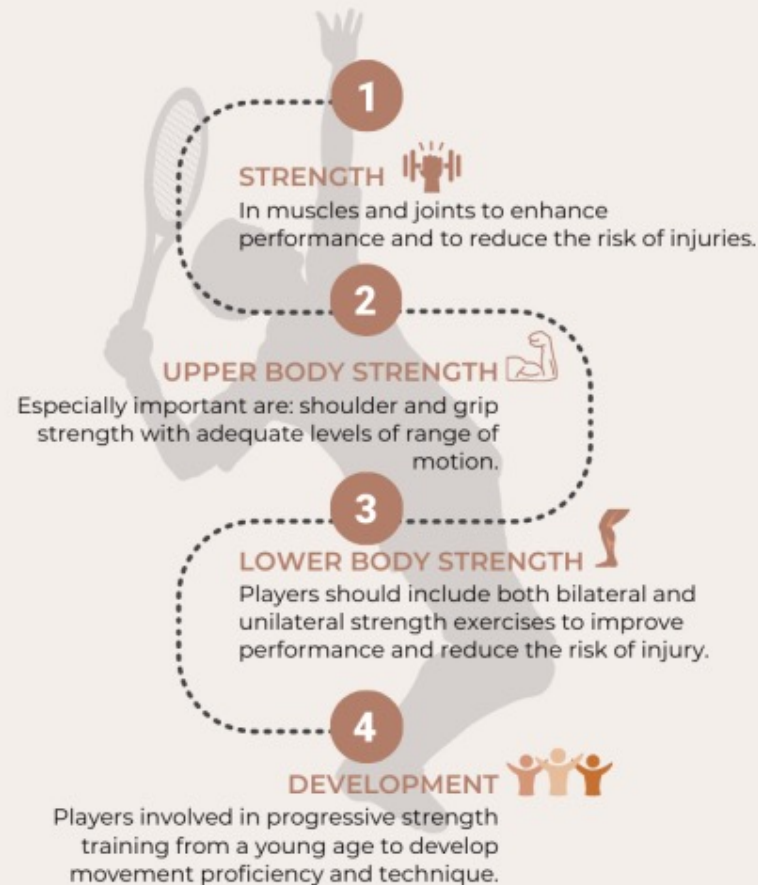 1
STRENGTH
In muscles and joints to enhance
performance and to reduce the risk of injuries.
2
UPPER BODY STRENGTH
Especially important are: shoulder and grip
strength with adequate levels of range of
motion.
3
LOWER BODY STRENGTH
Players should include both bilateral and
unilateral strength exercises to improve
performance and reduce the risk of injury.
4
DEVELOPMENT
Players involved in progressive strength
training from a young age to develop
movement proficiency and technique.